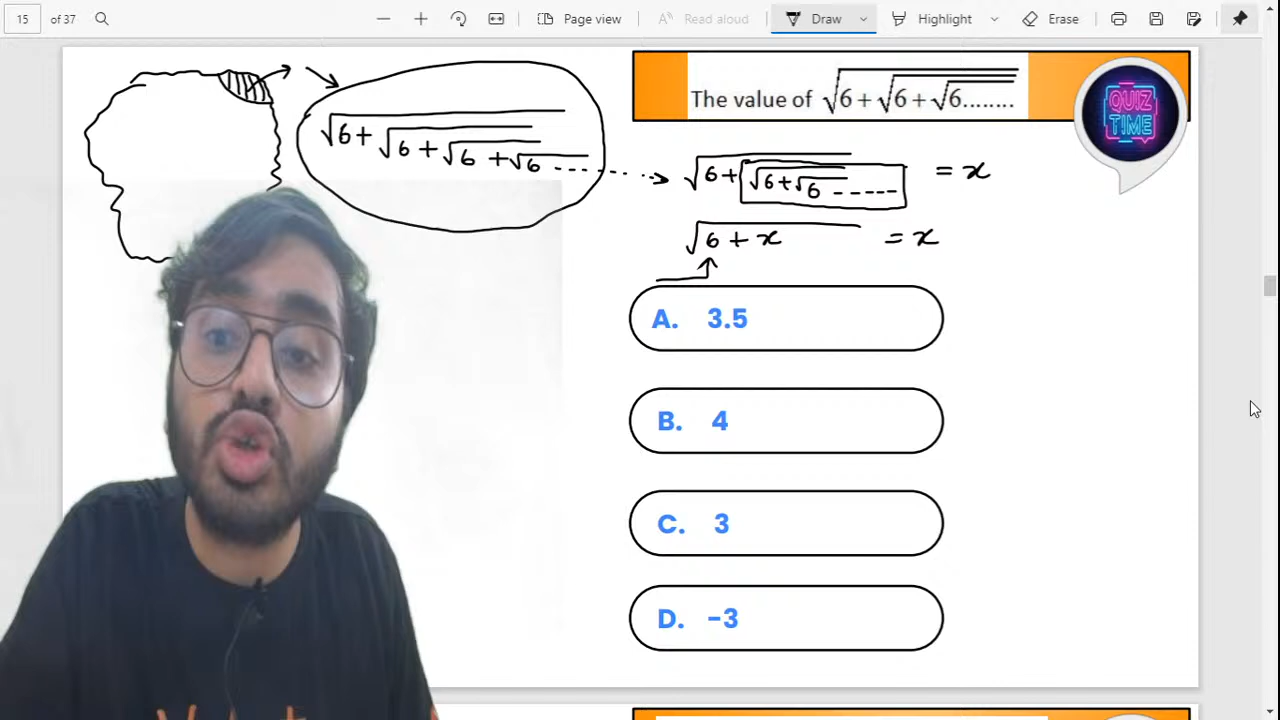 15 of 37 Page view Read aloud Draw Highlight Erase
The value of √6 + √6 + √6........
QUIZ TIME
√6 + √6 + √6 + √6 -----
√6 + √6 + √6 ----- = x
√6 + x = x
A. 3.5
B. 4
C. 3
D. -3